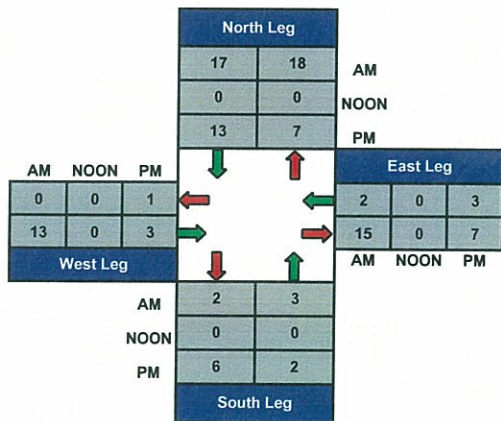 North Leg
17 18 AM
0 0 NOON
13 7 PM
AM NOON PM
0 0 1
13 0 3
West Leg
East Leg
2 0 3
15 0 7
AM NOON PM
AM 2 3
NOON 0 0
PM 6 2
South Leg